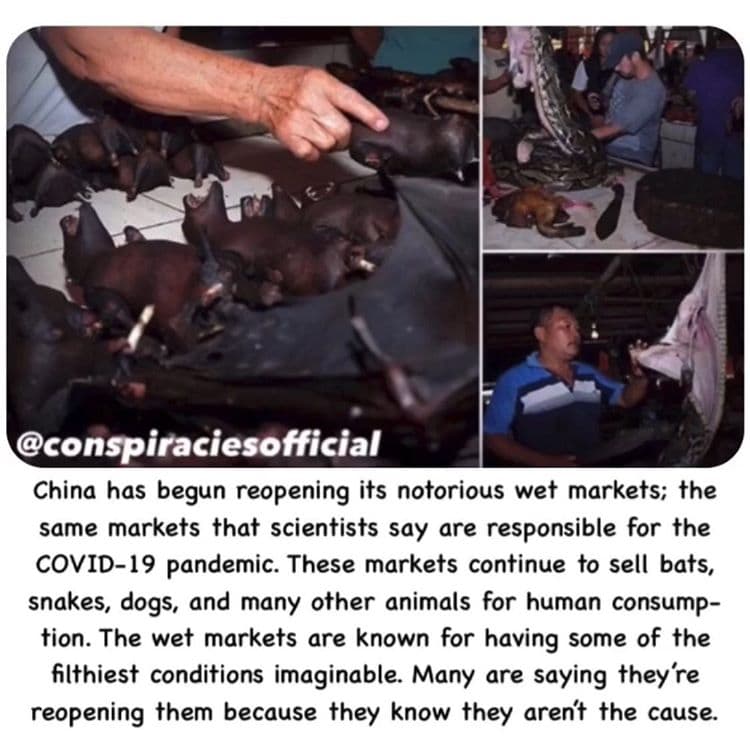 @conspiraciesofficial
China has begun reopening its notorious wet markets; the
same markets that scientists say are responsible for the
COVID-19 pandemic. These markets continue to sell bats,
snakes, dogs, and many other animals for human consump-
tion. The wet markets are known for having some of the
filthiest conditions imaginable. Many are saying they're
reopening them because they know they aren't the cause.